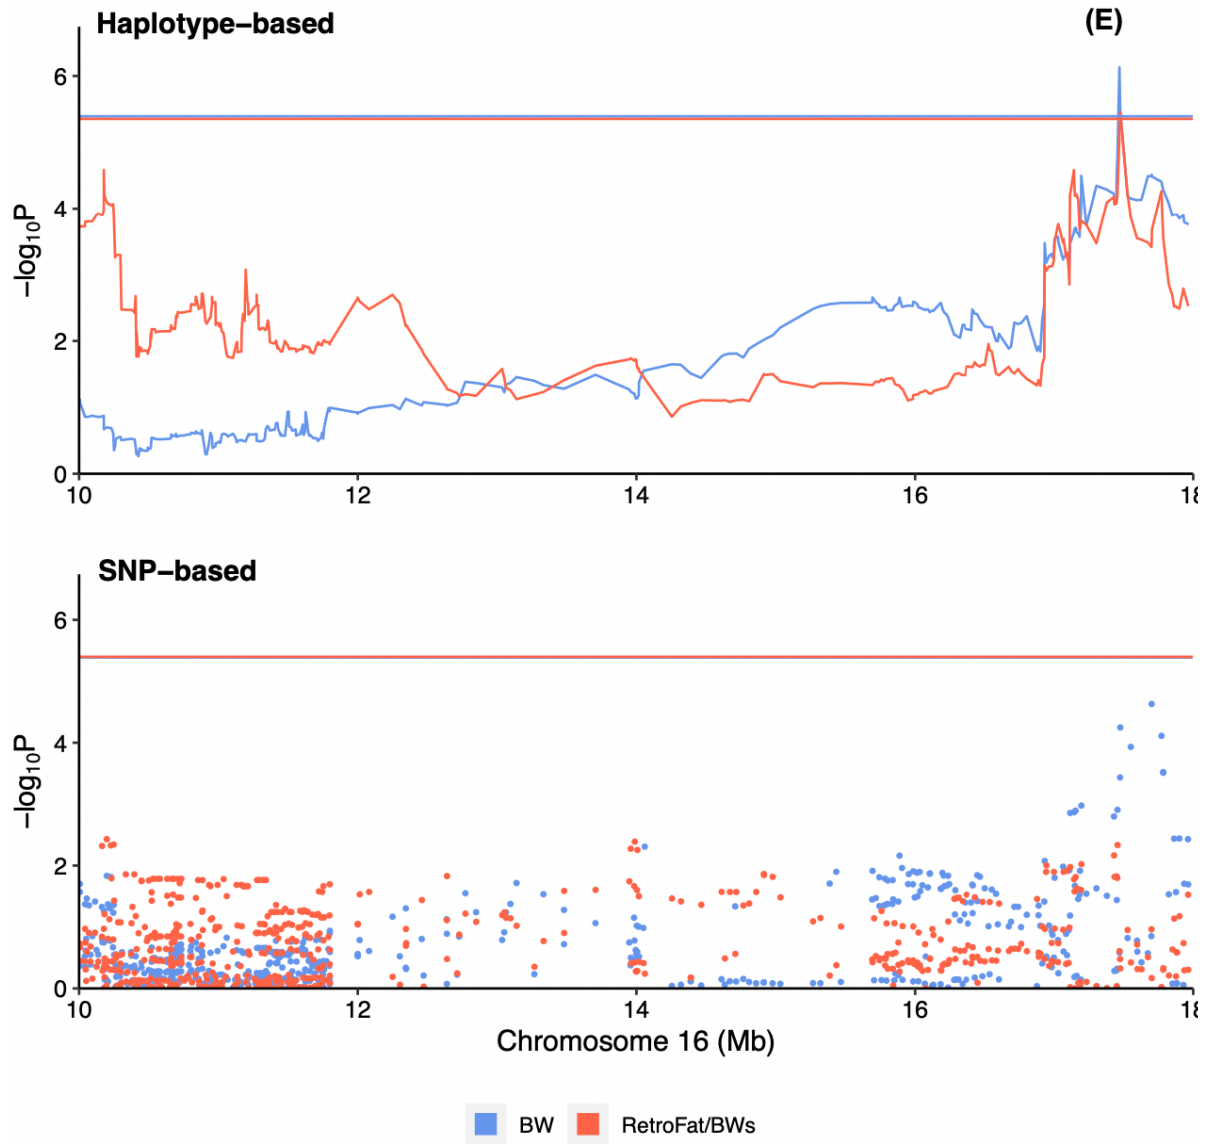 Haplotype–based
(E)
6
4
2
0
–log10P
10 12 14 16 18
SNP–based
6
4
2
0
–log10P
10 12 14 16 18
Chromosome 16 (Mb)
BW RetroFat/BWs